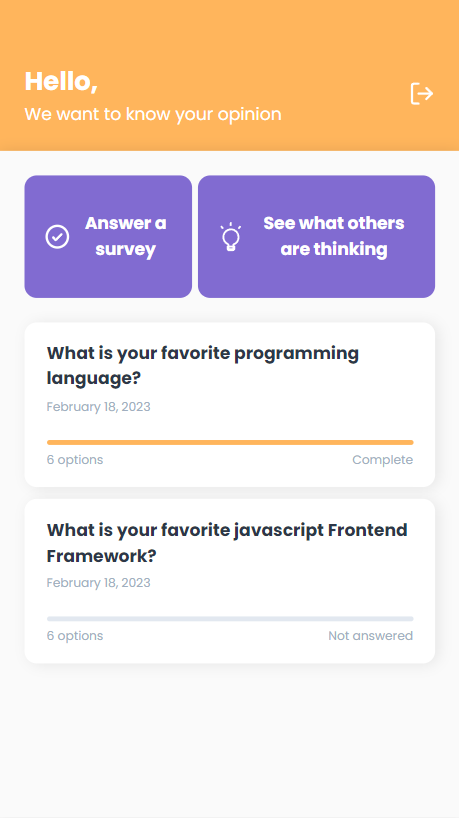 Hello,
We want to know your opinion
Answer a
survey
See what others
are thinking
What is your favorite programming
language?
February 18, 2023
6 options
Complete
What is your favorite javascript Frontend
Framework?
February 18, 2023
6 options
Not answered